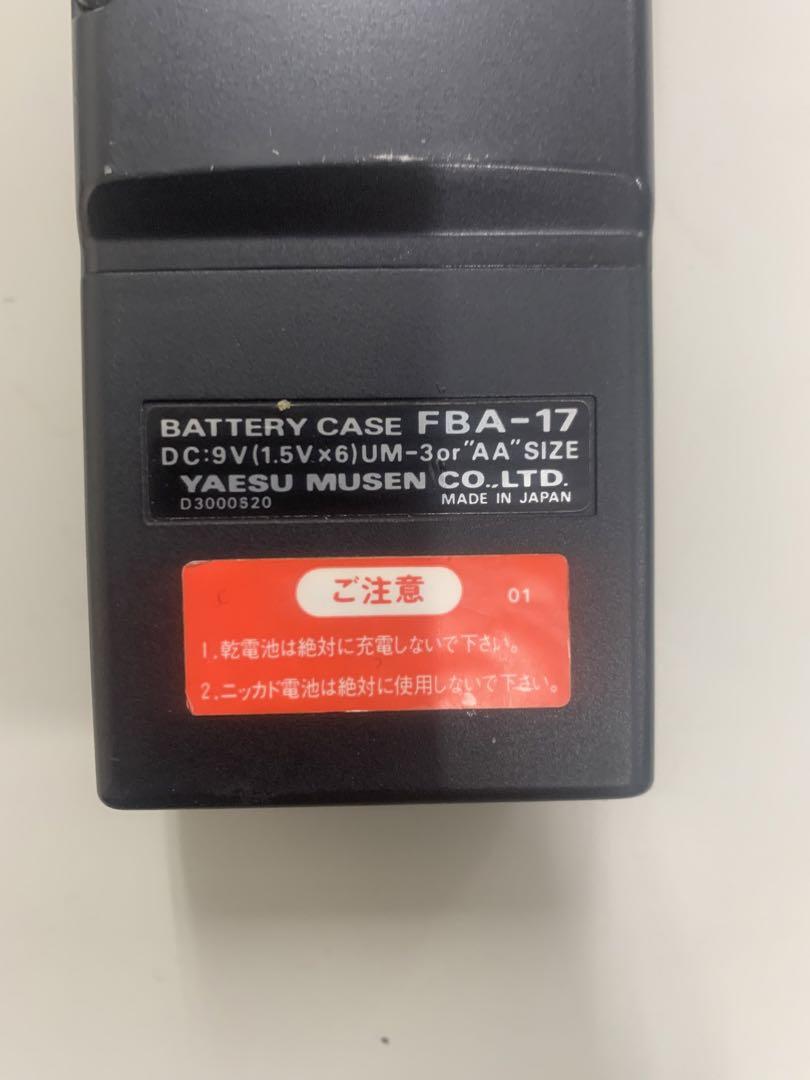 BATTERY CASE FBA-17
DC:9V(1.5V×6)UM-3or"AA"SIZE
YAESU MUSEN CO.,LTD.
D3000520 MADE IN JAPAN
ご注意 01
1.乾電池は絶対に充電しないで下さい。
2.ニッカド電池は絶対に使用しないで下さい。